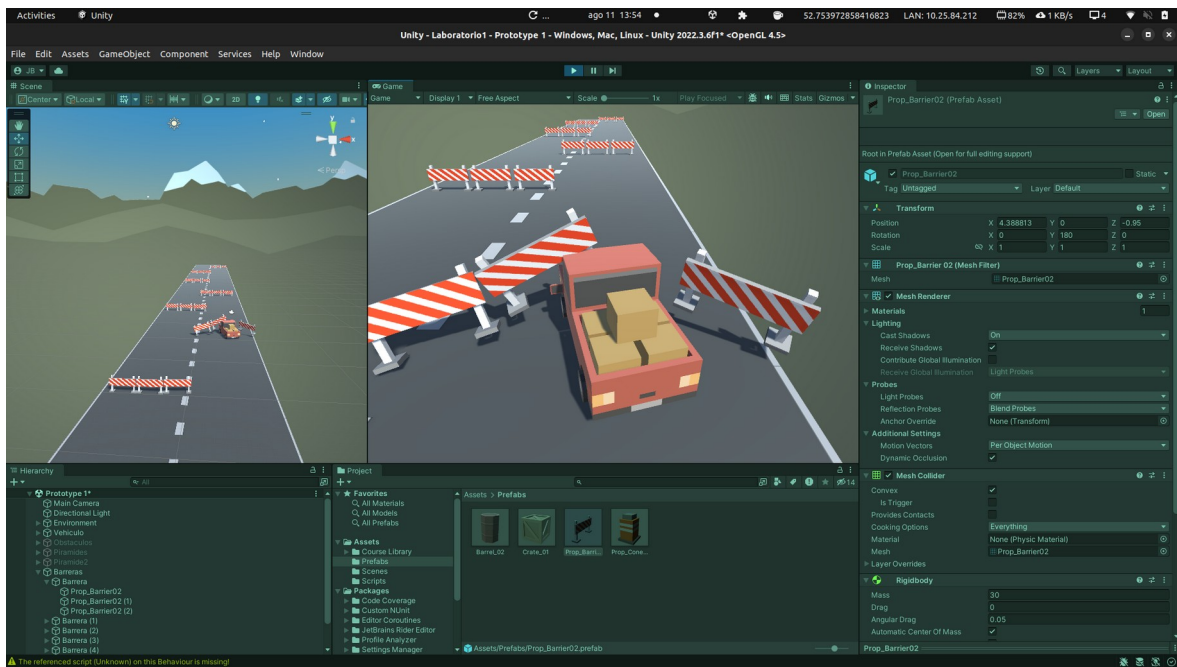 Activities Unity C ... ago 11 13:54 52.753972858416823 LAN: 10.25.84.212 82% 1 KB/s 4
Unity - Laboratorio1 - Prototype 1 - Windows, Mac, Linux - Unity 2022.3.6f1* <OpenGL 4.5>
File Edit Assets GameObject Component Services Help Window
JB Layers Layout
Scene
Center Local 2D
Persp
Game
Game Display 1 Free Aspect Scale 1x Play Focused Stats Gizmos
Inspector
Prop_Barrier02 (Prefab Asset)
Open
Root in Prefab Asset (Open for full editing support)
Prop_Barrier02 Static
Tag Untagged Layer Default
Transform
Position X 4.388813 Y 0 Z -0.95
Rotation X 0 Y 180 Z 0
Scale X 1 Y 1 Z 1
Prop_Barrier 02 (Mesh Filter)
Mesh Prop_Barrier02
Mesh Renderer
Materials 1
Lighting
Cast Shadows On
Receive Shadows
Contribute Global Illumination
Receive Global Illumination Light Probes
Probes
Light Probes Off
Reflection Probes Blend Probes
Anchor Override None (Transform)
Additional Settings
Motion Vectors Per Object Motion
Dynamic Occlusion
Mesh Collider
Convex
Is Trigger
Provides Contacts
Cooking Options Everything
Material None (Physic Material)
Mesh Prop_Barrier02
Layer Overrides
Rigidbody
Mass 30
Drag 0
Angular Drag 0.05
Automatic Center Of Mass
Prop_Barrier02
Hierarchy
All
Prototype 1*
Main Camera
Directional Light
Environment
Vehiculo
Obstaculos
Piramides
Piramide2
Barreras
Barrera
Prop_Barrier02
Prop_Barrier02 (1)
Prop_Barrier02 (2)
Barrera (1)
Barrera (2)
Barrera (3)
Barrera (4)
Project
14
Favorites
All Materials
All Models
All Prefabs
Assets
Course Library
Prefabs
Scenes
Scripts
Packages
Code Coverage
Custom NUnit
Editor Coroutines
JetBrains Rider Editor
Profile Analyzer
Settings Manager
Assets > Prefabs
Barrel_02 Crate_01 Prop_Barri... Prop_Cone...
Assets/Prefabs/Prop_Barrier02.prefab
The referenced script (Unknown) on this Behaviour is missing!